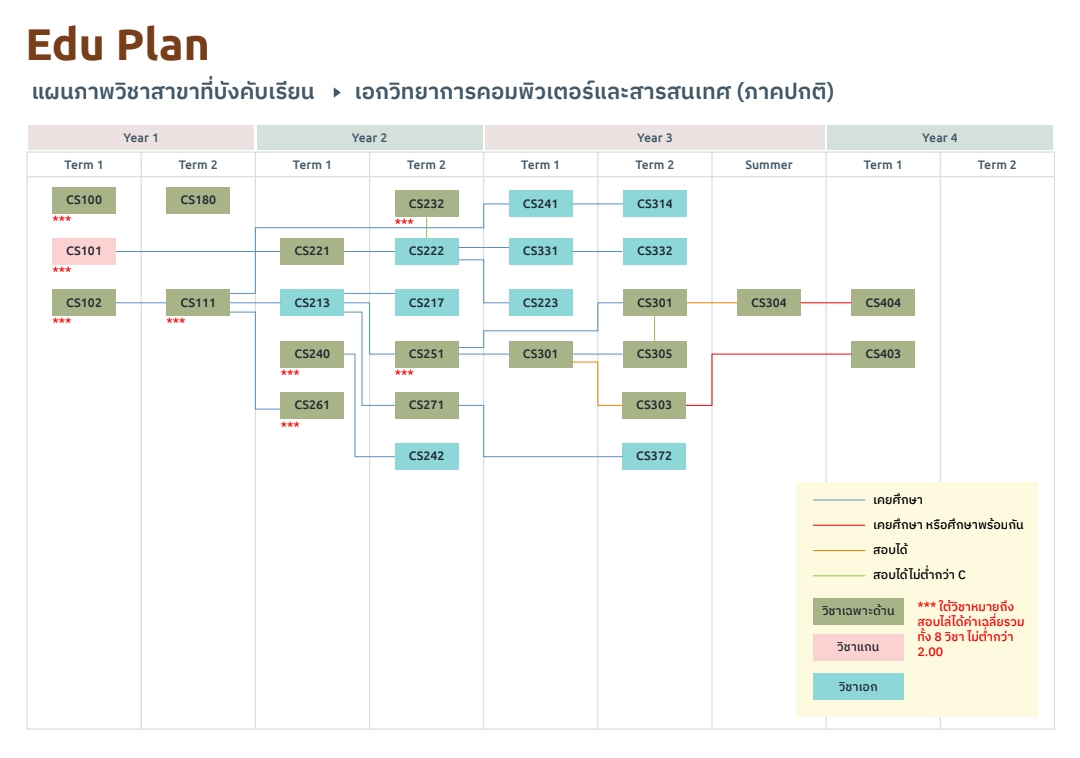 Edu Plan
แผนภาพวิชาสาขาที่บังคับเรียน ▸ เอกวิทยาการคอมพิวเตอร์และสารสนเทศ (ภาคปกติ)
Year 1 Year 2 Year 3 Year 4
Term 1 Term 2 Term 1 Term 2 Term 1 Term 2 Summer Term 1 Term 2
CS100 CS180 CS232 CS241 CS314
*** ***
CS101 CS221 CS222 CS331 CS332
***
CS102 CS111 CS213 CS217 CS223 CS301 CS304 CS404
*** ***
CS240 CS251 CS301 CS305 CS403
*** ***
CS261 CS271 CS303
***
CS242 CS372
เคยศึกษา
เคยศึกษา หรือศึกษาพร้อมกัน
สอบได้
สอบได้ไม่ต่ำกว่า C
วิชาเฉพาะด้าน
วิชาแกน
วิชาเอก
*** ใต้วิชาหมายถึง
สอบไล่ได้ค่าเฉลี่ยรวม
ทั้ง 8 วิชา ไม่ต่ำกว่า
2.00